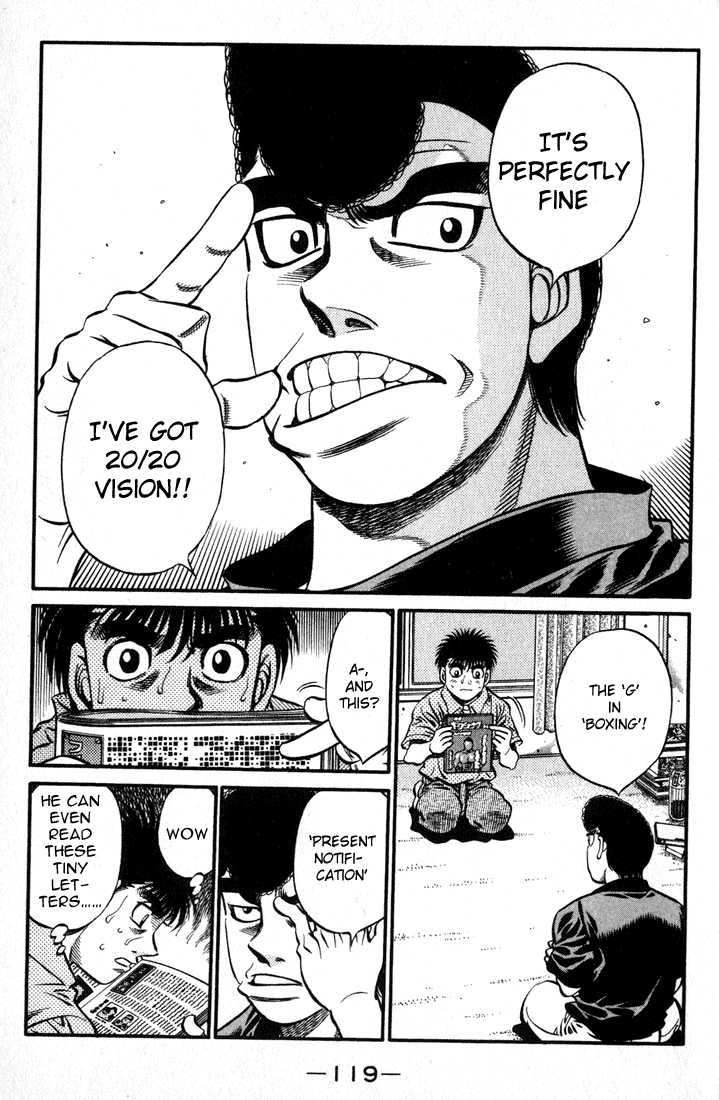 IT'S
PERFECTLY
FINE
I'VE GOT
20/20
VISION!!
THE 'G'
IN
'BOXING'!
A-,
AND
THIS?
'PRESENT
NOTIFI-
CATION'
WOW
HE CAN
EVEN
READ
THESE
TINY
LET-
TERS......
—119—